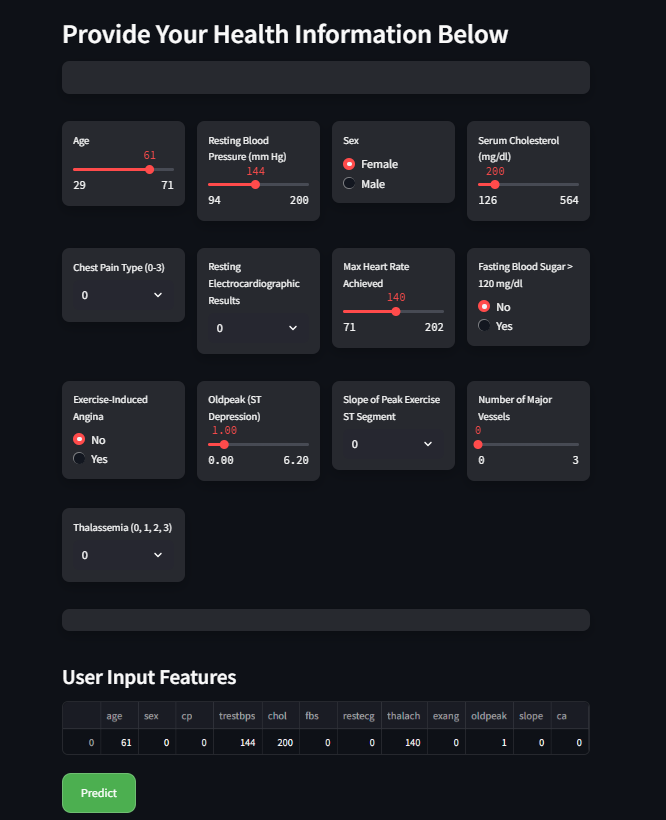 Provide Your Health Information Below
Age
61
29 71
Resting Blood
Pressure (mm Hg)
144
94 200
Sex
Female
Male
Serum Cholesterol
(mg/dl)
200
126 564
Chest Pain Type (0-3)
0
Resting
Electrocardiographic
Results
0
Max Heart Rate
Achieved
140
71 202
Fasting Blood Sugar >
120 mg/dl
No
Yes
Exercise-Induced
Angina
No
Yes
Oldpeak (ST
Depression)
1.00
0.00 6.20
Slope of Peak Exercise
ST Segment
0
Number of Major
Vessels
0
0 3
Thalassemia (0, 1, 2, 3)
0
User Input Features
age sex cp trestbps chol fbs restecg thalach exang oldpeak slope ca
0 61 0 0 144 200 0 0 140 0 1 0 0
Predict